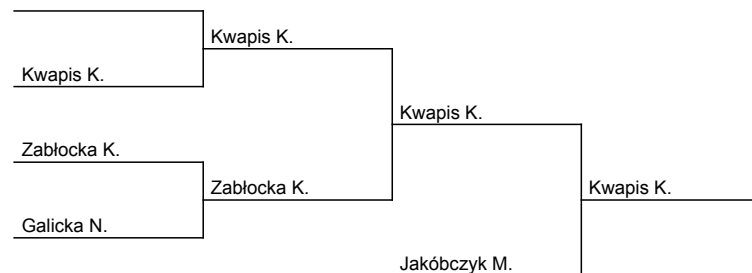 Kwapis K.
Kwapis K.
Kwapis K.
Zabłocka K.
Zabłocka K.
Kwapis K.
Galicka N.
Jakóbczyk M.